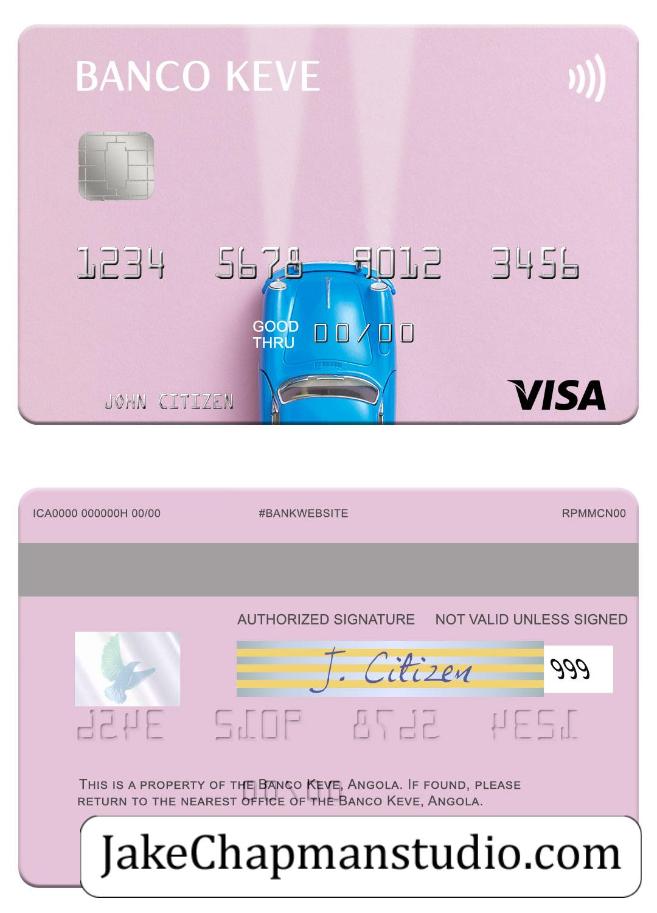 BANCO KEVE
1234 5678 9012 3456
GOOD THRU 00/00
JOHN CITIZEN
VISA
ICA0000 000000H 00/00 #BANKWEBSITE RPMMCN00
AUTHORIZED SIGNATURE NOT VALID UNLESS SIGNED
J. Citizen 999
THIS IS A PROPERTY OF THE BANCO KEVE, ANGOLA. IF FOUND, PLEASE
RETURN TO THE NEAREST OFFICE OF THE BANCO KEVE, ANGOLA.
JakeChapmanstudio.com